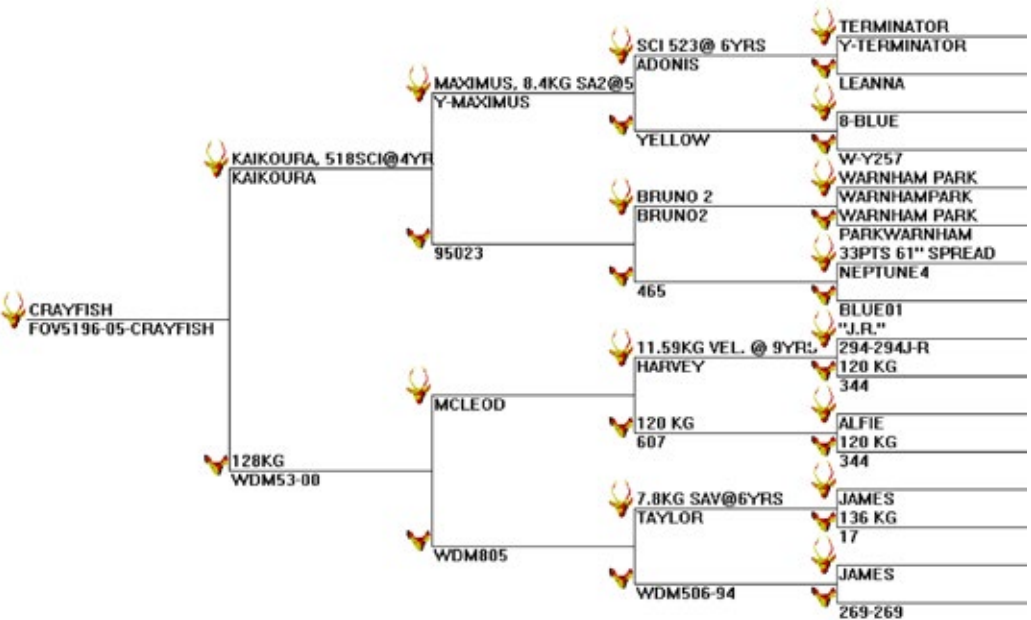 TERMINATOR
Y-TERMINATOR
SCI 523@ 6YRS
ADONIS
LEANNA
MAXIMUS, 8.4KG SA2@5
Y-MAXIMUS
8-BLUE
YELLOW
W-Y257
KAIKOURA, 518SCI@4YR
KAIKOURA
WARNHAM PARK
WARNHAMPARK
BRUNO 2
BRUNO2
WARNHAM PARK
PARKWARNHAM
95023
33PTS 61" SPREAD
NEPTUNE4
465
BLUE01
CRAYFISH
FOV5196-05-CRAYFISH
"J.R."
294-294J-R
11.59KG VEL. @ 9YRS
HARVEY
120 KG
344
MCLEOD
ALFIE
120 KG
607
120 KG
344
128KG
WDM53-00
JAMES
7.8KG SAV@6YRS
TAYLOR
136 KG
17
WDM805
JAMES
WDM506-94
269-269